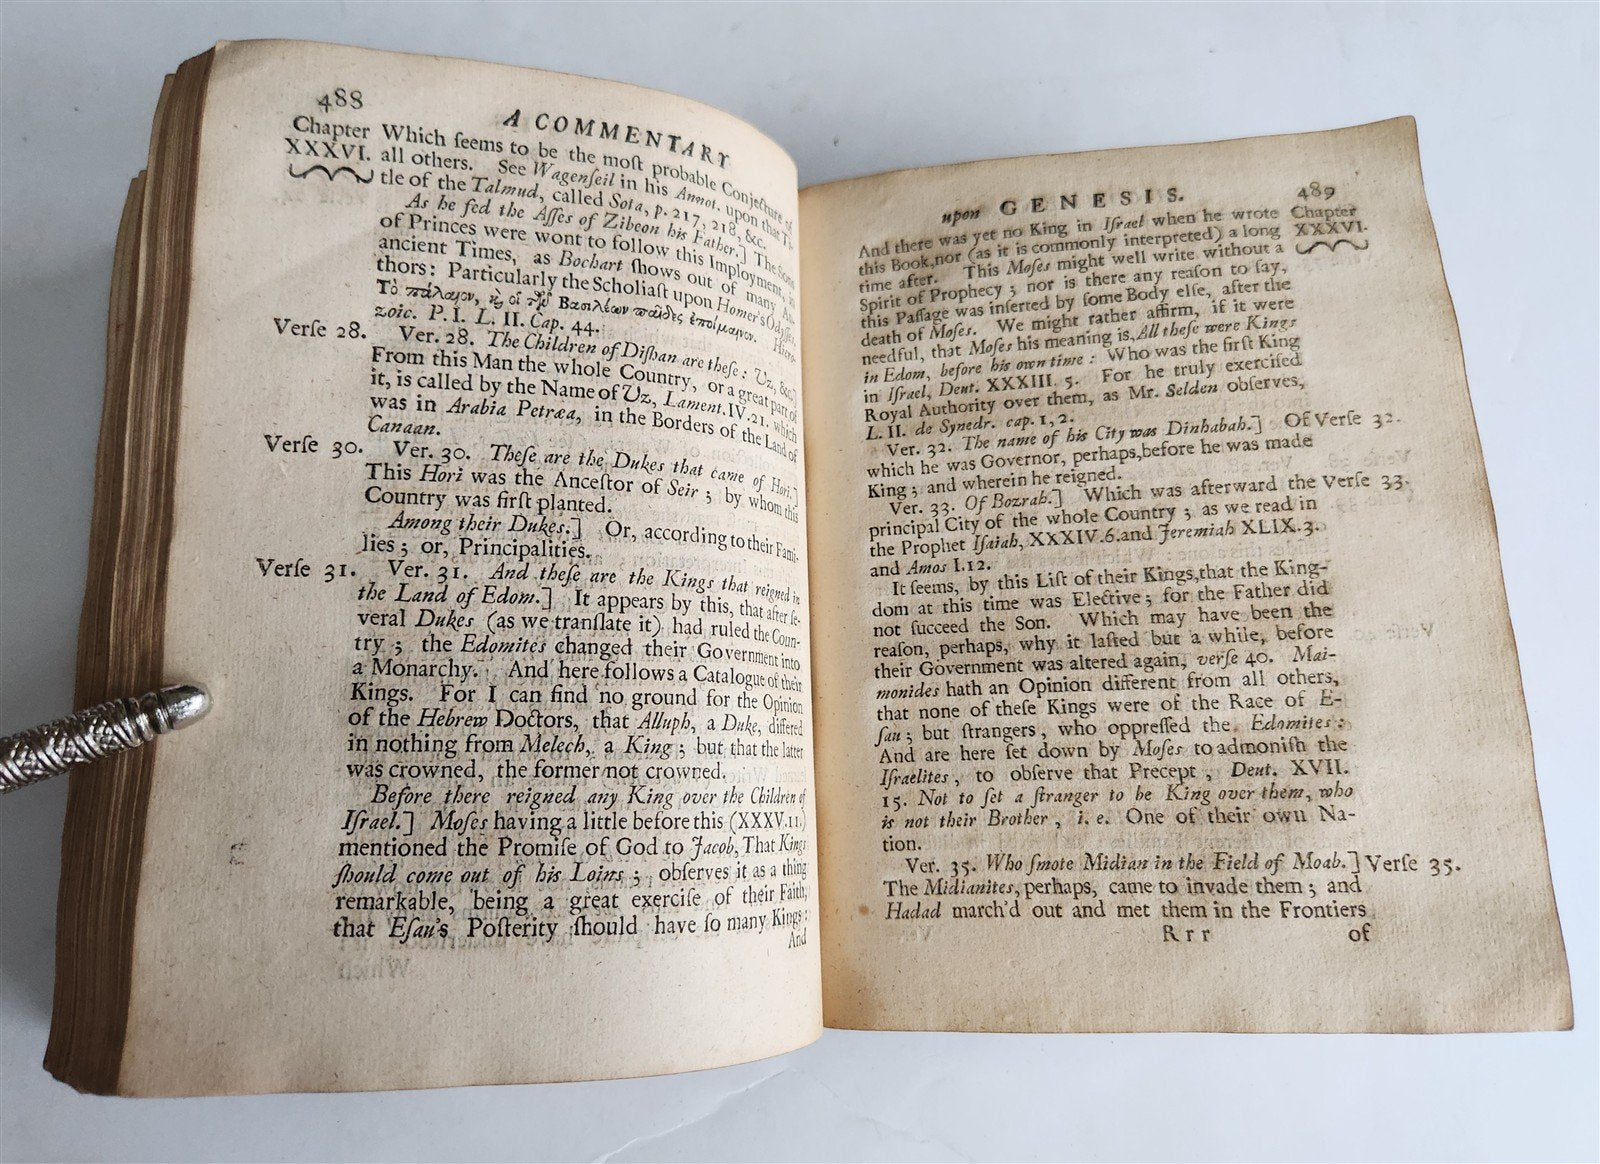 488
A COMMENTARY
Chapter Which ſeems to be the moſt probable Conjecture of
XXXVI. all others. See Wagenſeil in his Annot. upon that Ti-
tle of the Talmud, called Sota, p. 217, 218, &c.
As he fed the Aſſes of Zibeon his Father.] The Sons
of Princes were wont to follow this Imployment, in
ancient Times, as Bochart ſhows out of many Au-
thors: Particularly the Scholiaſt upon Homer's Odyſſes.
Τὸ πάλαιον, καὶ οἱ τῶν Βασιλέων παῖδες ἐποίμαινον. Hiero-
zoic. P. I. L. II. Cap. 44.
Verſe 28. Ver. 28. The Children of Diſhan are theſe: Uz, &c.]
From this Man the whole Country, or a great part of
it, is called by the Name of Uz, Lament. IV. 21. which
was in Arabia Petræa, in the Borders of the Land of
Canaan.
Verſe 30. Ver. 30. Theſe are the Dukes that came of Hori.]
This Hori was the Anceſtor of Seir; by whom this
Country was firſt planted.
Among their Dukes.] Or, according to their Fami-
lies; or, Principalities.
Verſe 31. Ver. 31. And theſe are the Kings that reigned in
the Land of Edom.] It appears by this, that after ſe-
veral Dukes (as we tranſlate it) had ruled the Coun-
try; the Edomites changed their Government into
a Monarchy. And here follows a Catalogue of their
Kings. For I can find no ground for the Opinion
of the Hebrew Doctors, that Alluph, a Duke, differed
in nothing from Melech, a King; but that the latter
was crowned, the former not crowned.
Before there reigned any King over the Children of
Iſrael.] Moſes having a little before this (XXXV. 11.)
mentioned the Promiſe of God to Jacob, That Kings
ſhould come out of his Loins; obſerves it as a thing
remarkable, being a great exerciſe of their Faith,
that Eſau's Poſterity ſhould have ſo many Kings:
And
upon GENESIS. 489
And there was yet no King in Iſrael when he wrote Chapter
this Book, nor (as it is commonly interpreted) a long XXXVI.
time after. This Moſes might well write without a
Spirit of Prophecy; nor is there any reaſon to ſay,
this Paſſage was inſerted by ſome Body elſe, after the
death of Moſes. We might rather affirm, if it were
needful, that Moſes his meaning is, All theſe were Kings
in Edom, before his own time: Who was the firſt King
in Iſrael, Deut. XXXIII. 5. For he truly exerciſed
Royal Authority over them, as Mr. Selden obſerves,
L. II. de Synedr. cap. 1, 2.
Ver. 32. The name of his City was Dinhabah.] Of Verſe 32.
which he was Governor, perhaps, before he was made
King; and wherein he reigned.
Ver. 33. Of Bozrah.] Which was afterward the Verſe 33.
principal City of the whole Country; as we read in
the Prophet Iſaiah, XXXIV. 6. and Jeremiah XLIX. 3.
and Amos I. 12.
It ſeems, by this Liſt of their Kings, that the King-
dom at this time was Elective; for the Father did
not ſucceed the Son. Which may have been the
reaſon, perhaps, why it laſted but a while, before
their Government was altered again, verſe 40. Mai-
monides hath an Opinion different from all others,
that none of theſe Kings were of the Race of E-
ſau; but ſtrangers, who oppreſſed the Edomites:
And are here ſet down by Moſes to admoniſh the
Iſraelites, to obſerve that Precept, Deut. XVII.
15. Not to ſet a ſtranger to be King over them, who
is not their Brother, i. e. One of their own Na-
tion.
Ver. 35. Who ſmote Midian in the Field of Moab.] Verſe 35.
The Midianites, perhaps, came to invade them; and
Hadad march'd out and met them in the Frontiers
Rrr of